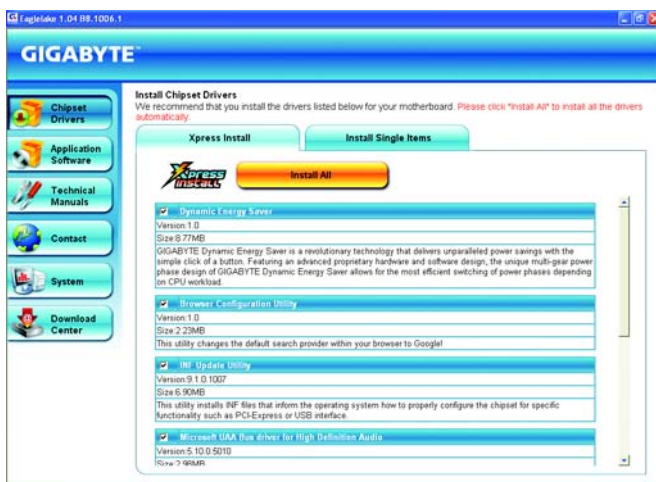 Eaglelake 1.04 B8.1006.1
GIGABYTE™
Chipset
Drivers
Application
Software
Technical
Manuals
Contact
System
Download
Center
Install Chipset Drivers
We recommend that you install the drivers listed below for your motherboard. Please click "Install All" to install all the drivers
automatically.
Xpress Install
Install Single Items
Xpress
Install
Install All
Dynamic Energy Saver
Version:1.0
Size:8.77MB
GIGABYTE Dynamic Energy Saver is a revolutionary technology that delivers unparalleled power savings with the
simple click of a button. Featuring an advanced proprietary hardware and software design, the unique multi-gear power
phase design of GIGABYTE Dynamic Energy Saver allows for the most efficient switching of power phases depending
on CPU workload.
Browser Configuration Utility
Version:1.0
Size:2.23MB
This utility changes the default search provider within your browser to Google!
INF Update Utility
Version:9.1.0.1007
Size:6.90MB
This utility installs INF files that inform the operating system how to properly configure the chipset for specific
functionality such as PCI-Express or USB interface.
Microsoft UAA Bus driver for High Definition Audio
Version:5.10.0.5010
Size:2.98MB